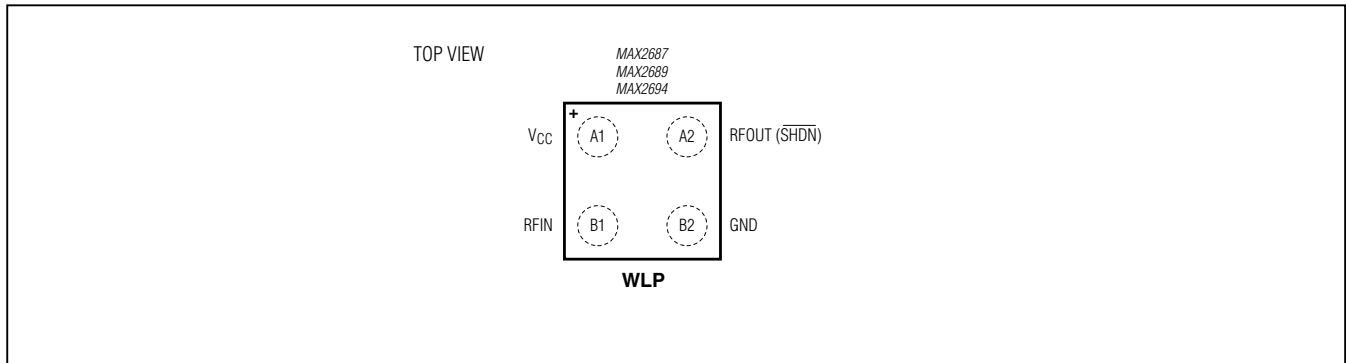 TOP VIEW
MAX2687
MAX2689
MAX2694
+
VCC A1 A2 RFOUT (SHDN)
RFIN B1 B2 GND
WLP